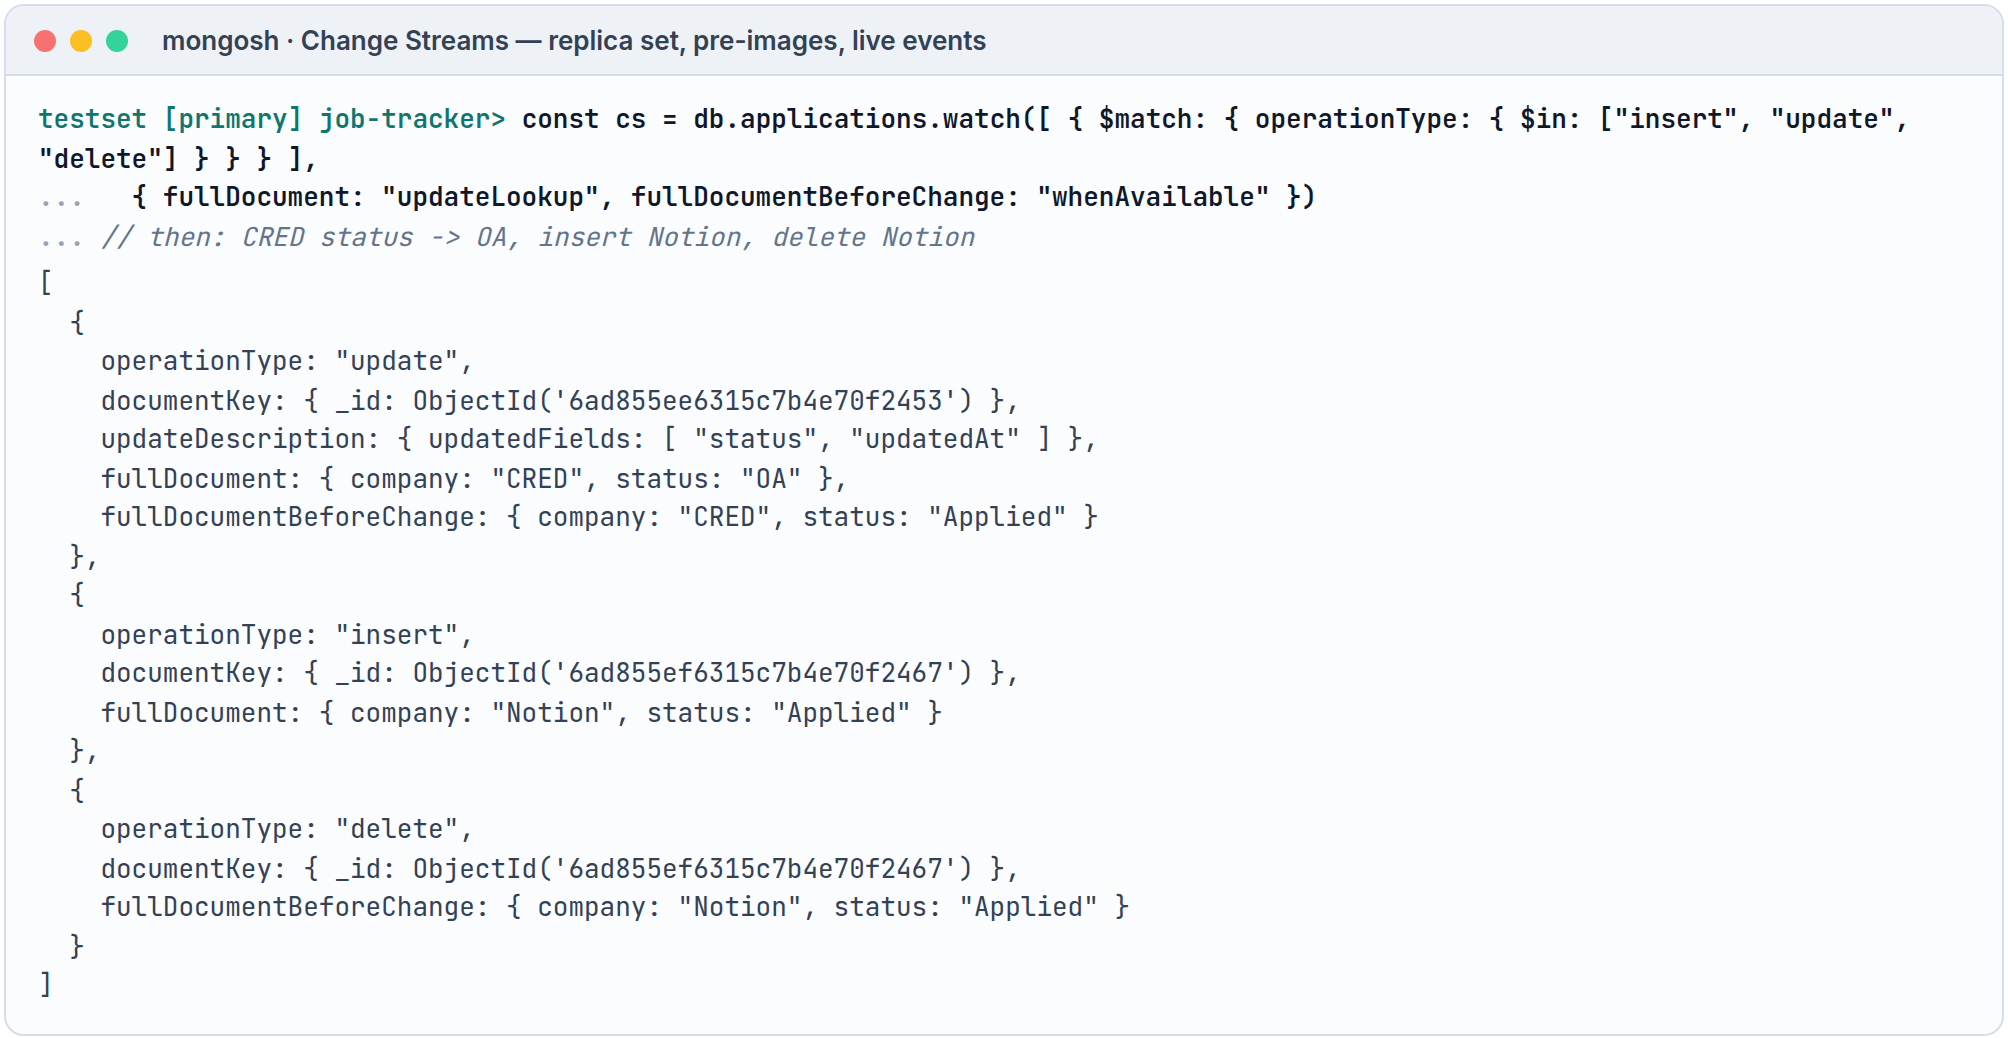 mongosh · Change Streams — replica set, pre-images, live events
testset [primary] job-tracker> const cs = db.applications.watch([ { $match: { operationType: { $in: ["insert", "update",
"delete"] } } } ],
...   { fullDocument: "updateLookup", fullDocumentBeforeChange: "whenAvailable" })
... // then: CRED status -> OA, insert Notion, delete Notion
[
  {
    operationType: "update",
    documentKey: { _id: ObjectId('6ad855ee6315c7b4e70f2453') },
    updateDescription: { updatedFields: [ "status", "updatedAt" ] },
    fullDocument: { company: "CRED", status: "OA" },
    fullDocumentBeforeChange: { company: "CRED", status: "Applied" }
  },
  {
    operationType: "insert",
    documentKey: { _id: ObjectId('6ad855ef6315c7b4e70f2467') },
    fullDocument: { company: "Notion", status: "Applied" }
  },
  {
    operationType: "delete",
    documentKey: { _id: ObjectId('6ad855ef6315c7b4e70f2467') },
    fullDocumentBeforeChange: { company: "Notion", status: "Applied" }
  }
]